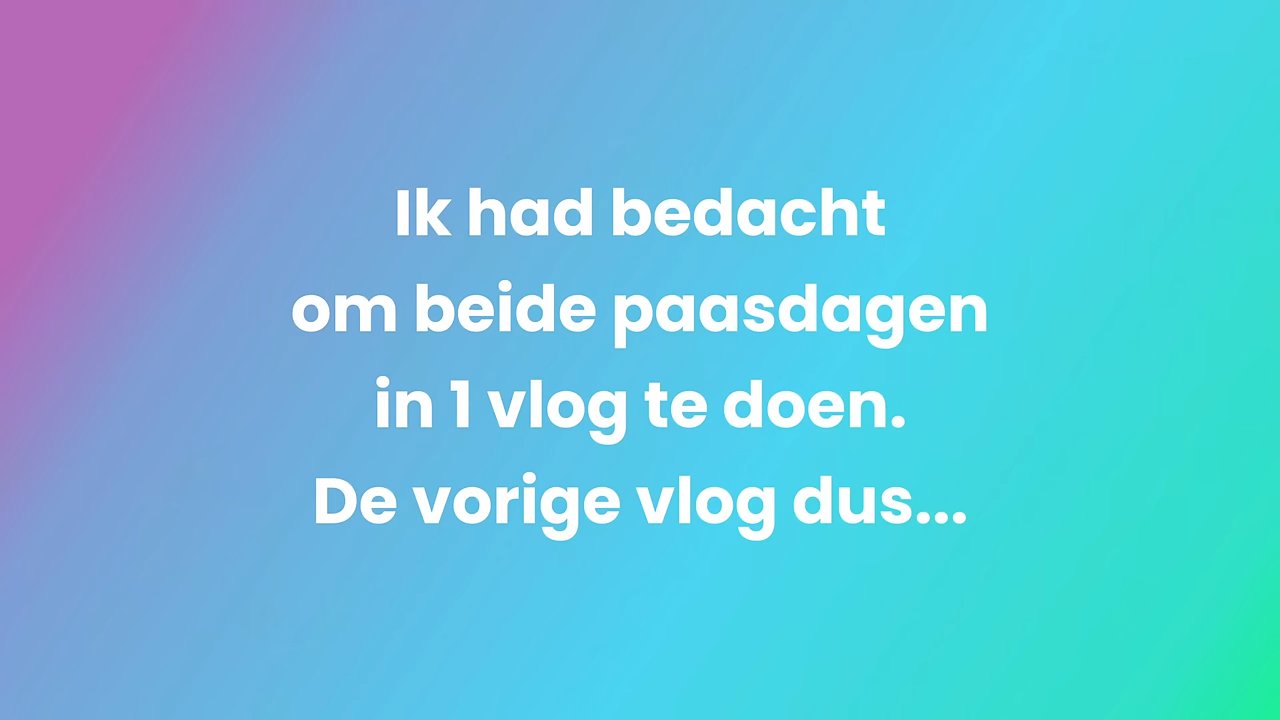 Ik had bedacht
om beide paasdagen
in 1 vlog te doen.
De vorige vlog dus...